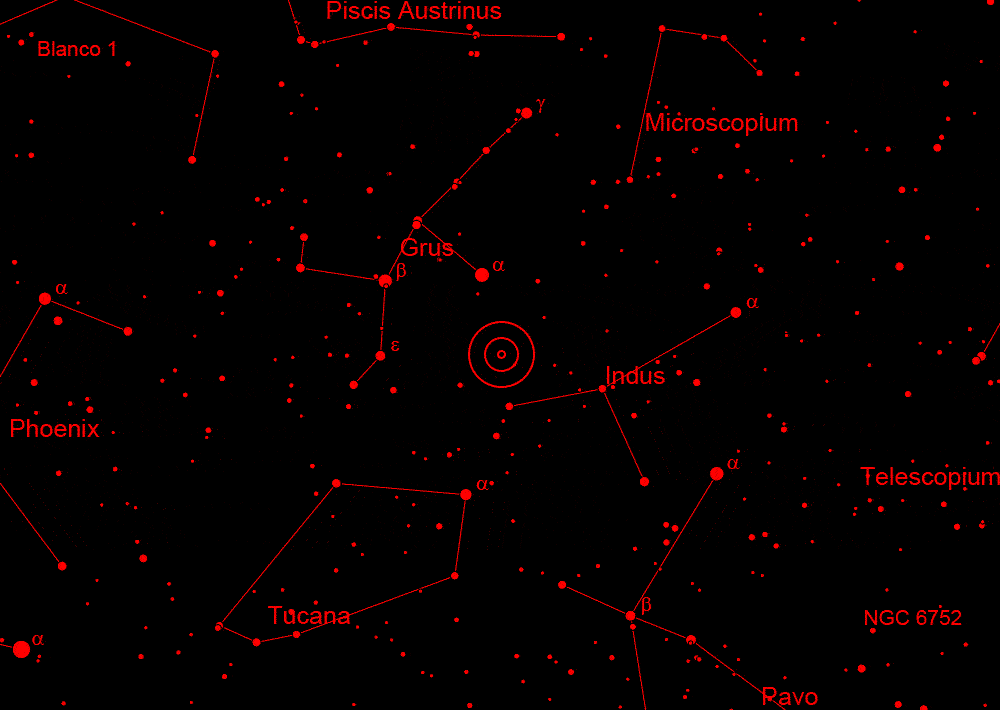 Piscis Austrinus
Blanco 1
γ
Microscopium
Grus
β
α
α
α
ε
Indus
Phoenix
α
Telescopium
α
β
Tucana
NGC 6752
α
Pavo